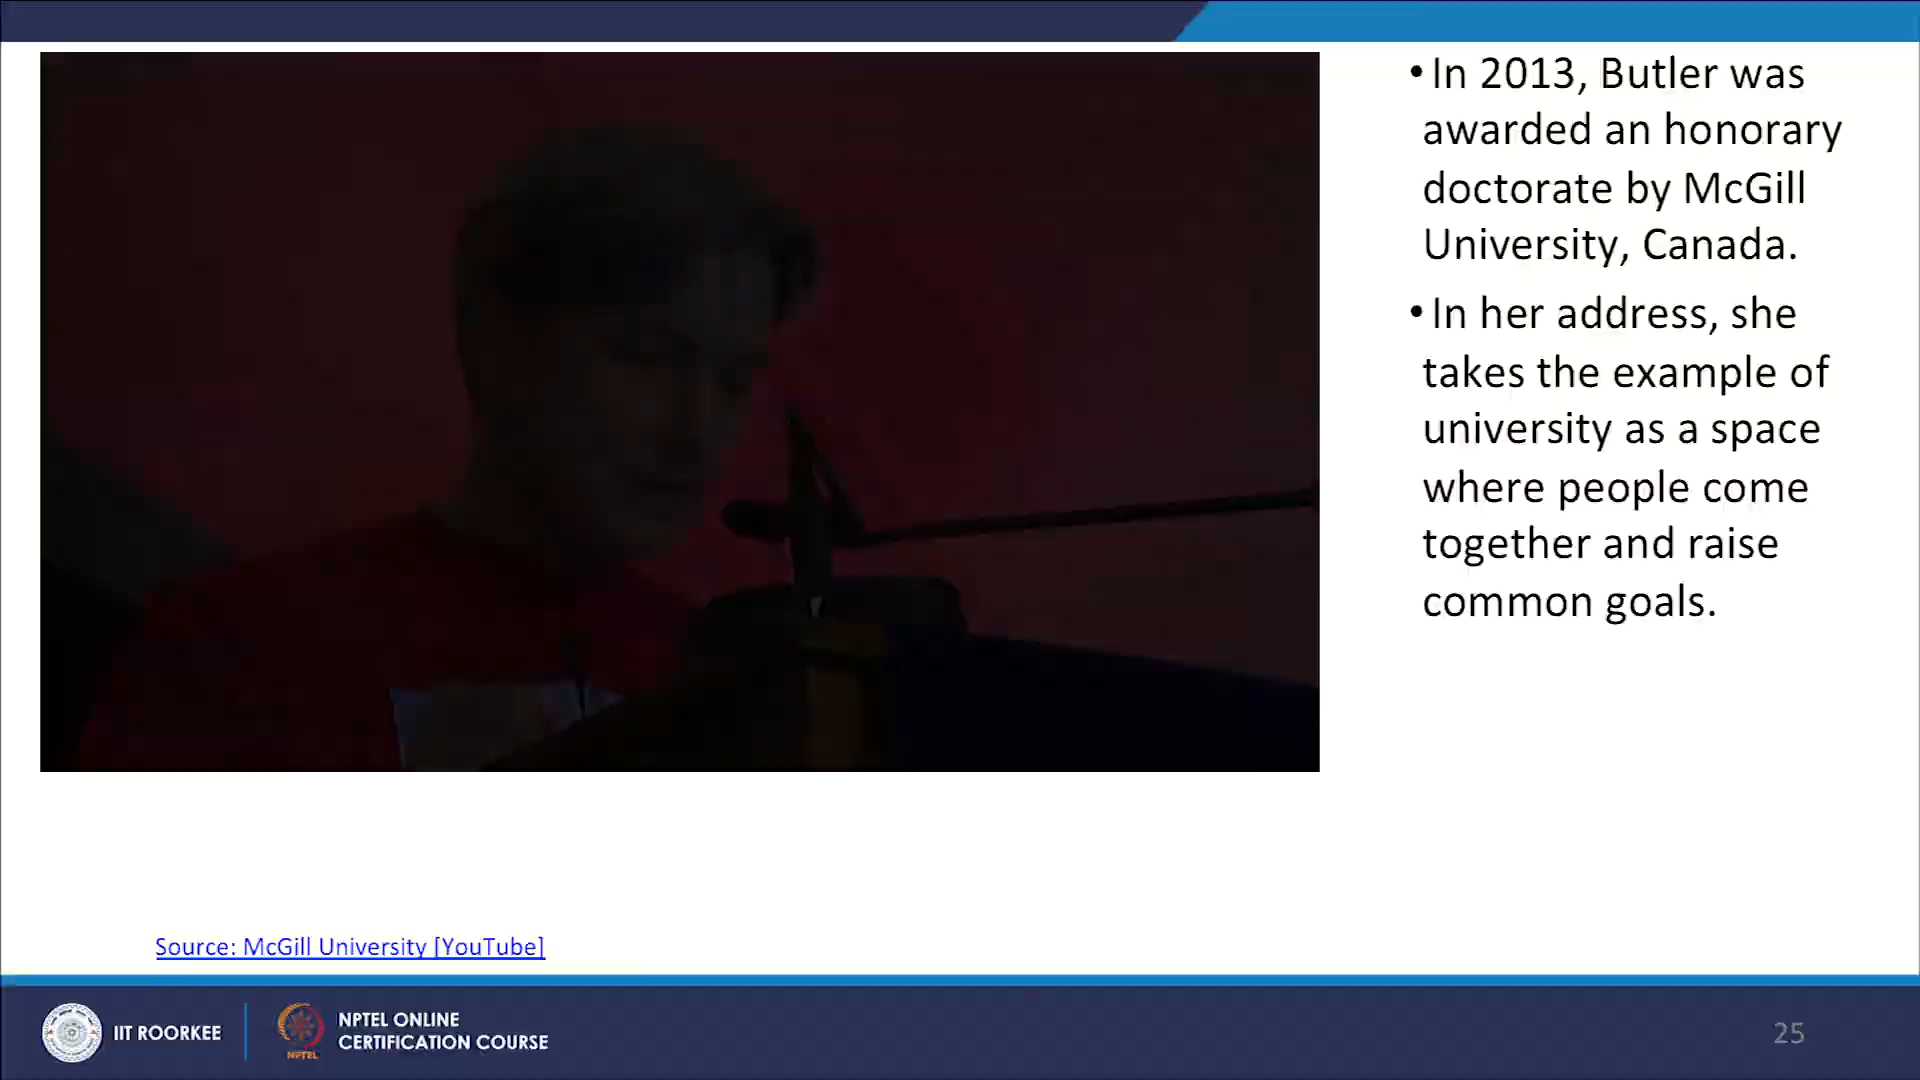 • In 2013, Butler was
awarded an honorary
doctorate by McGill
University, Canada.
• In her address, she
takes the example of
university as a space
where people come
together and raise
common goals.
Source: McGill University [YouTube]
IIT ROORKEE
NPTEL
NPTEL ONLINE
CERTIFICATION COURSE
25